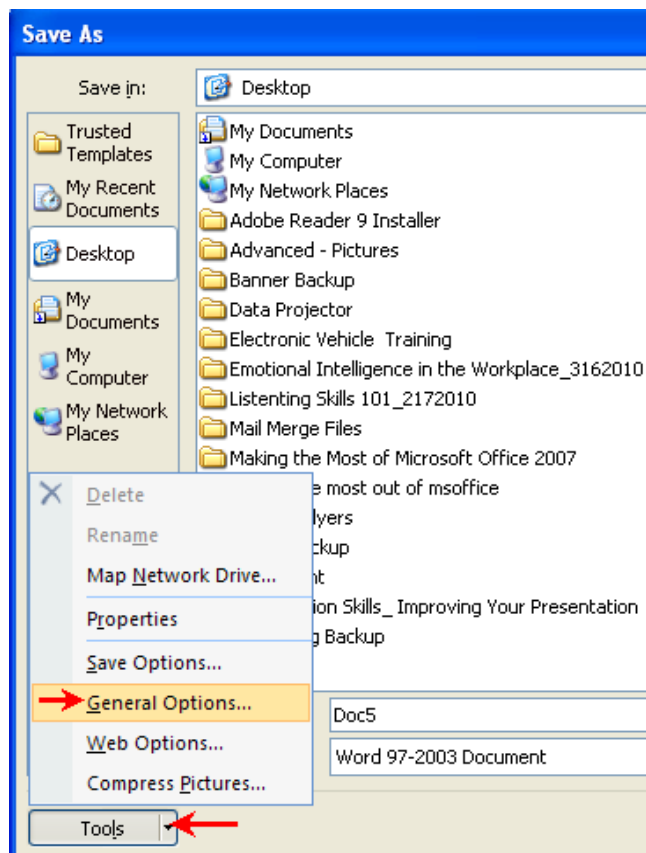 Save As
Save in:
Desktop
Trusted
Templates
My Recent
Documents
Desktop
My
Documents
My
Computer
My Network
Places
My Documents
My Computer
My Network Places
Adobe Reader 9 Installer
Advanced - Pictures
Banner Backup
Data Projector
Electronic Vehicle Training
Emotional Intelligence in the Workplace_3162010
Listenting Skills 101_2172010
Mail Merge Files
Making the Most of Microsoft Office 2007
most out of msoffice
Skills_ Improving Your Presentation
Backup
Delete
Rename
Map Network Drive...
Properties
Save Options...
General Options...
Web Options...
Compress Pictures...
Doc5
Word 97-2003 Document
Tools